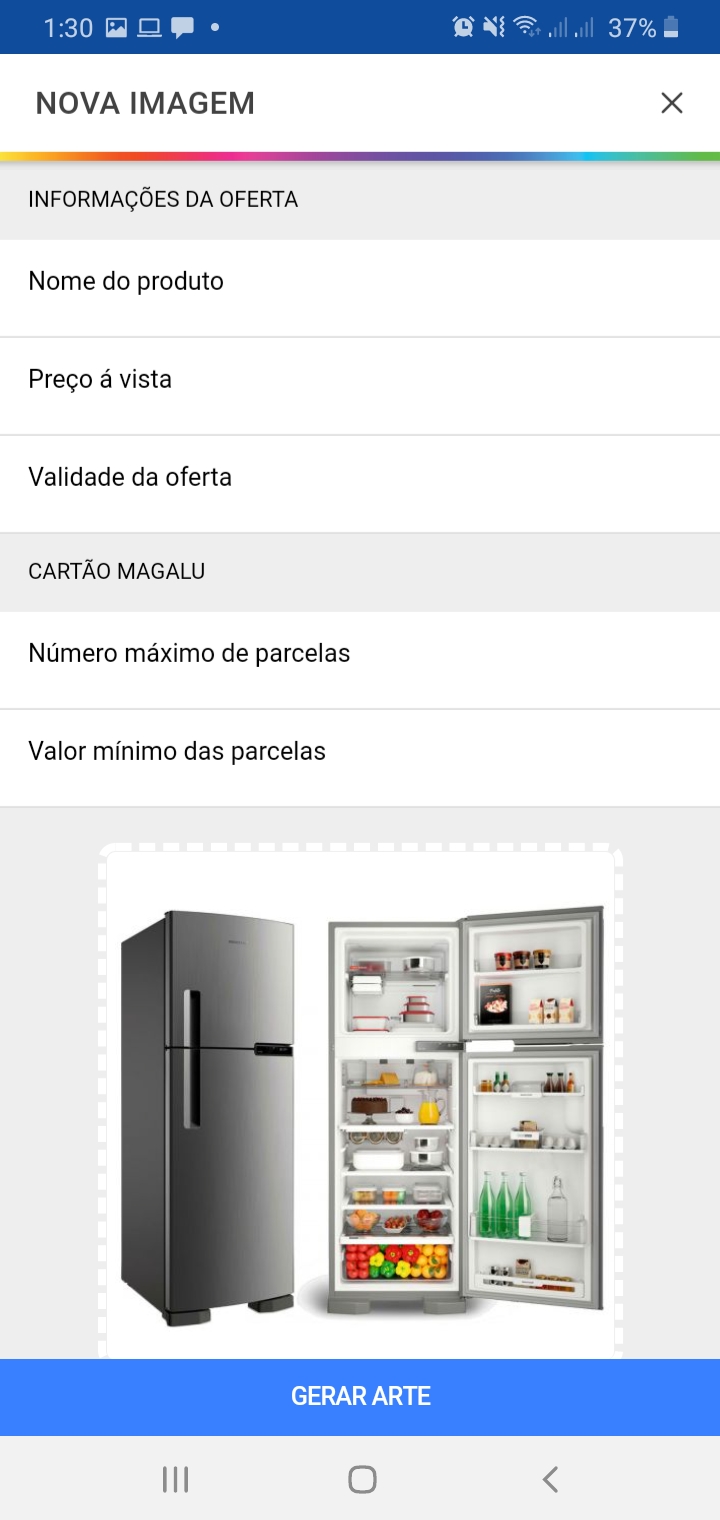 1:30
37%
NOVA IMAGEM
INFORMAÇÕES DA OFERTA
Nome do produto
Preço á vista
Validade da oferta
CARTÃO MAGALU
Número máximo de parcelas
Valor mínimo das parcelas
GERAR ARTE